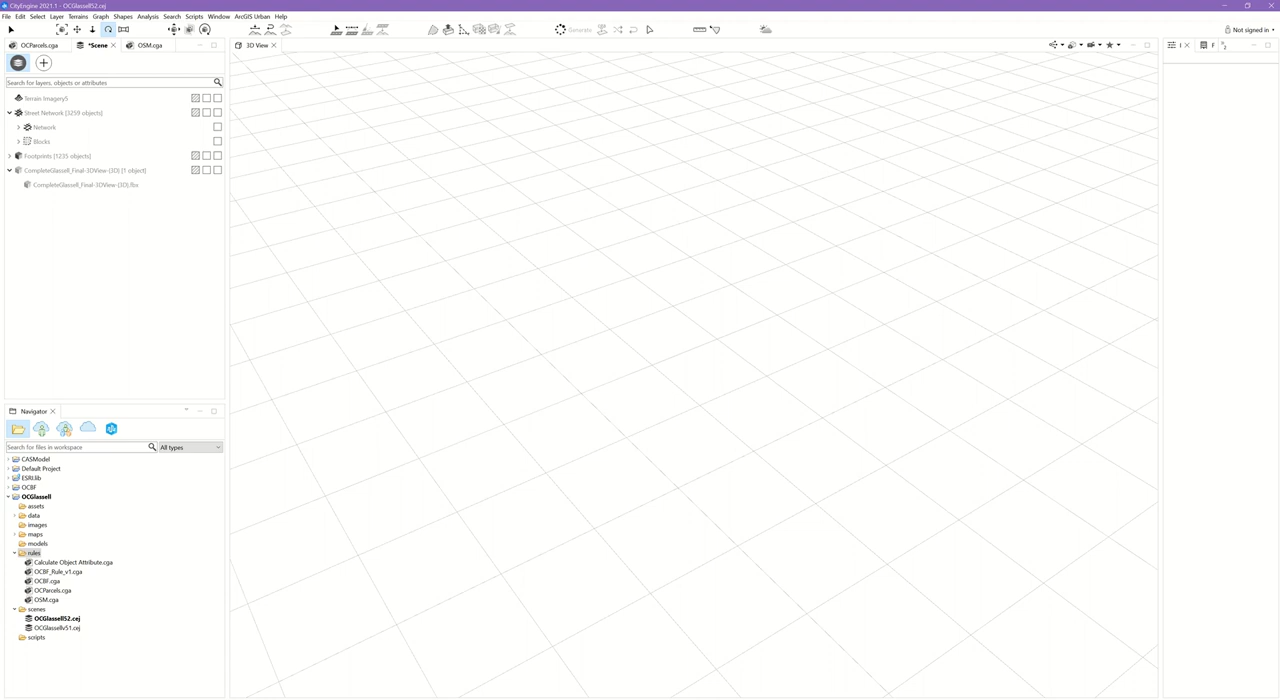 CityEngine 2021.1 - OCGlassell52.cej
File Edit Select Layer Terrains Graph Shapes Analysis Search Scripts Window ArcGIS Urban Help
Generate
Not signed in
OCParcels.cga *Scene OSM.cga
3D View
Search for layers, objects or attributes
Terrain Imagery5
Street Network [3259 objects]
Network
Blocks
Footprints [1235 objects]
CompleteGlassell_Final-3DView-(3D) [1 object]
CompleteGlassell_Final-3DView-(3D).fbx
Navigator
Search for files in workspace
All types
CASModel
Default Project
ESRI.lib
OCBF
OCGlassell
assets
data
images
maps
models
rules
Calculate Object Attribute.cga
OCBF_Rule_v1.cga
OCBF.cga
OCParcels.cga
OSM.cga
scenes
OCGlassell52.cej
OCGlassellv51.cej
scripts